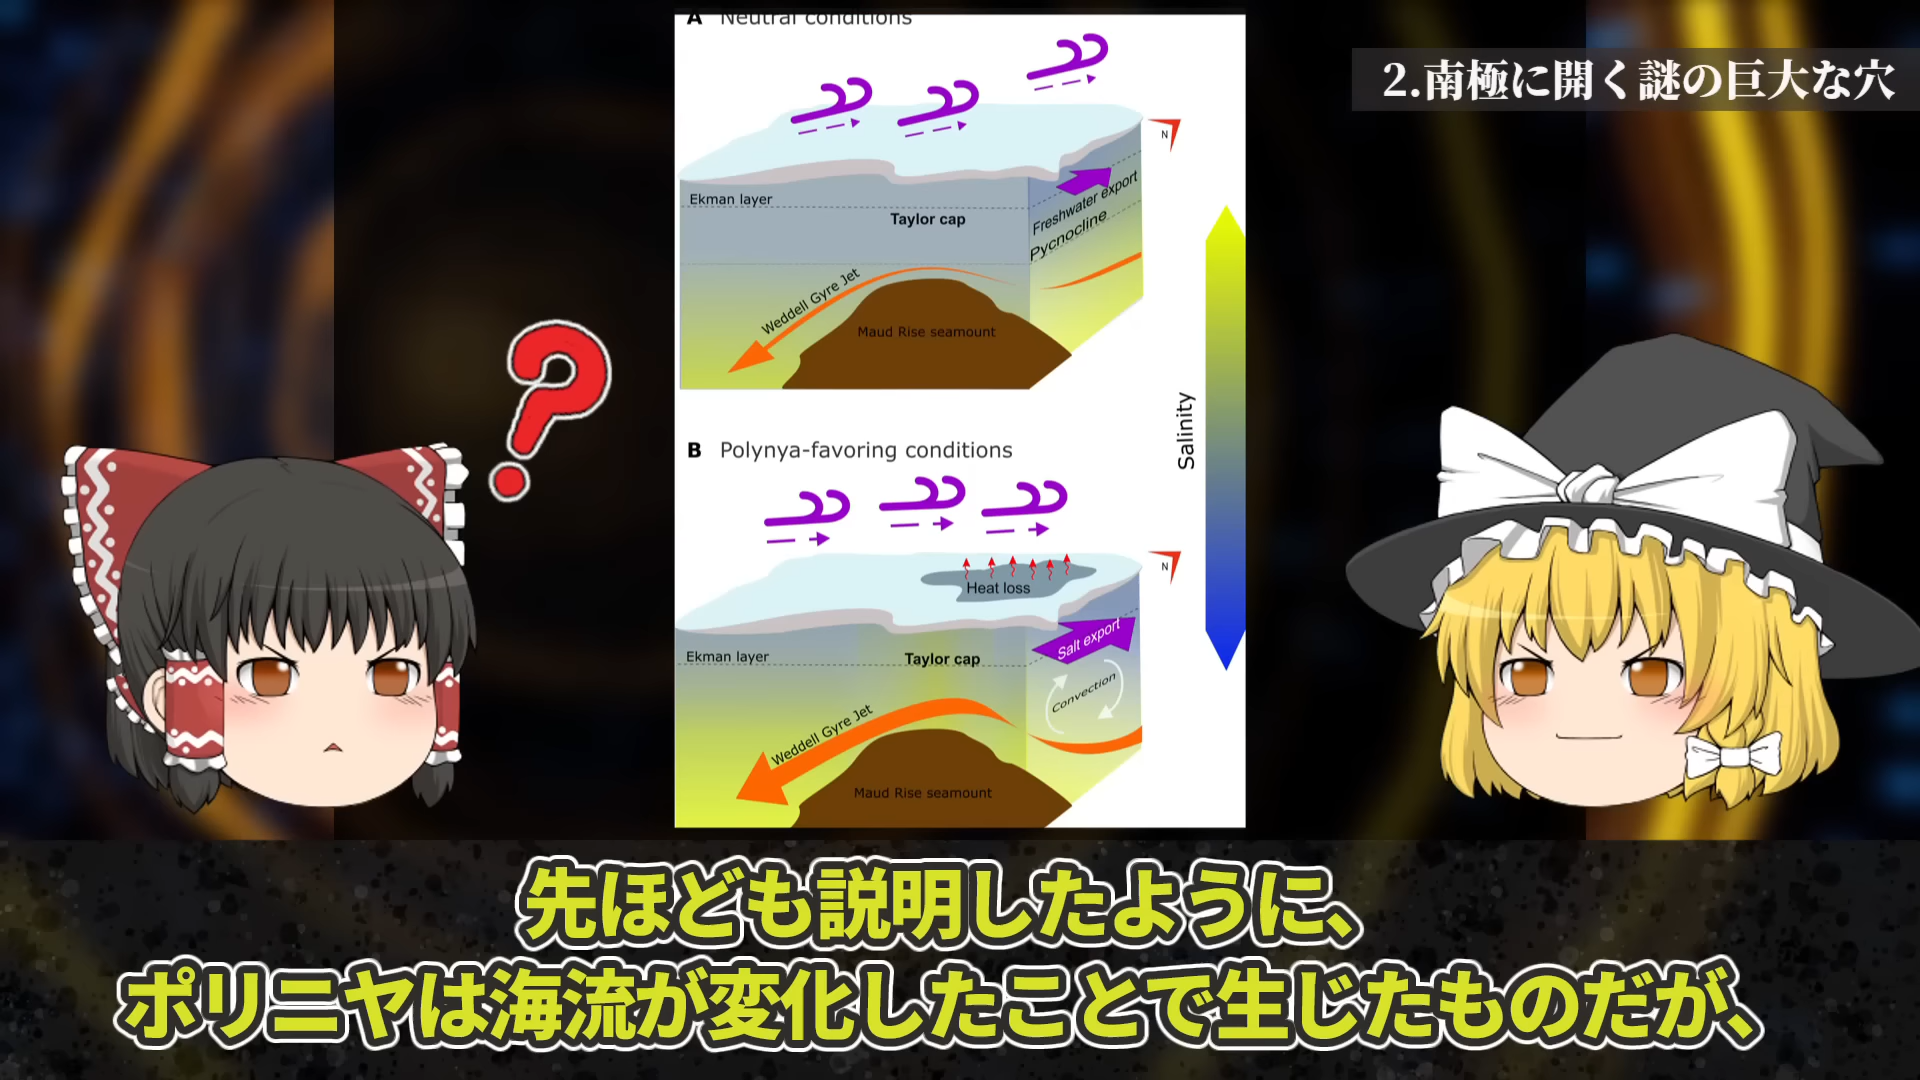 A Neutral conditions
2.南極に開く謎の巨大な穴
N
Ekman layer
Taylor cap
Freshwater export
Pycnocline
Weddell Gyre Jet
Maud Rise seamount
Salinity
B Polynya-favoring conditions
N
Heat loss
Ekman layer
Taylor cap
Salt export
Convection
Weddell Gyre Jet
Maud Rise seamount
先ほども説明したように、
ポリニヤは海流が変化したことで生じたものだが、